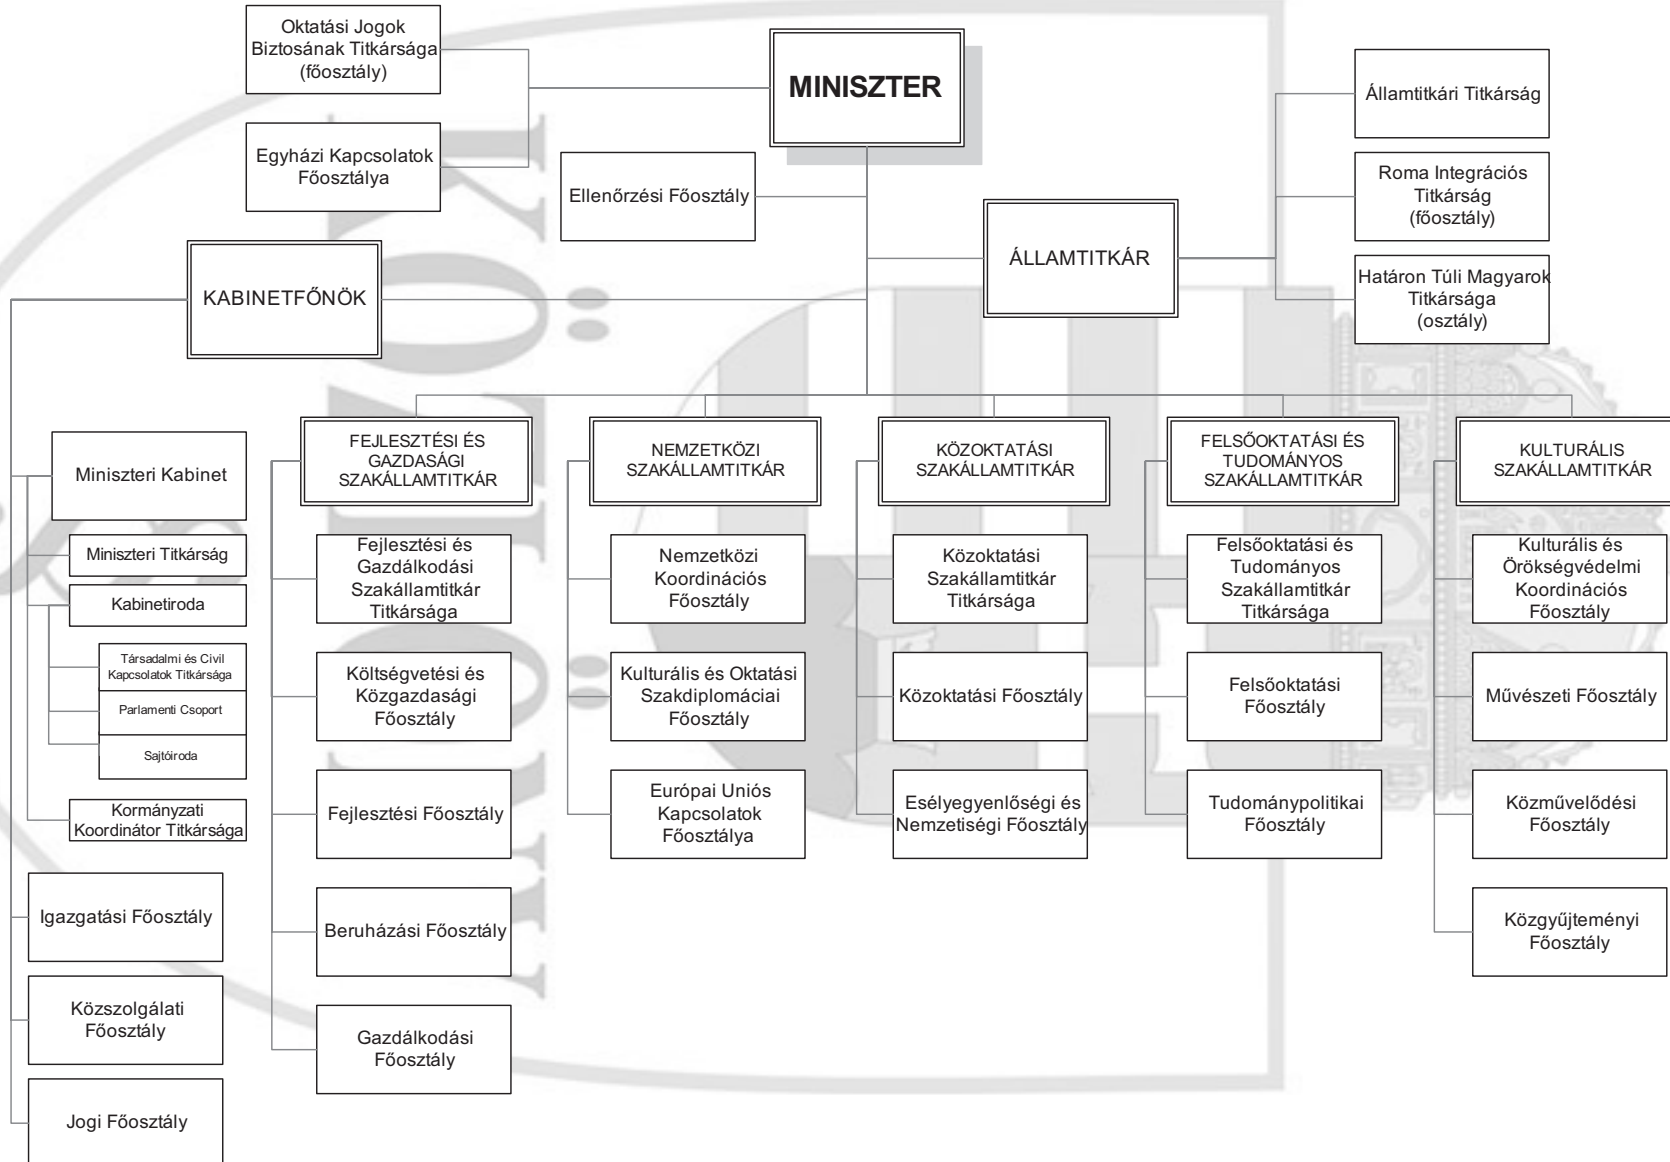 Oktatási Jogok
Biztosának Titkársága
(főosztály)
MINISZTER
Államtitkári Titkárság
Egyházi Kapcsolatok
Főosztálya
Ellenőrzési Főosztály
Roma Integrációs
Titkárság
(főosztály)
ÁLLAMTITKÁR
KABINETFŐNÖK
Határon Túli Magyarok
Titkársága
(osztály)
Miniszteri Kabinet
Miniszteri Titkárság
Kabinetiroda
Társadalmi és Civil
Kapcsolatok Titkársága
Parlamenti Csoport
Sajtóiroda
Kormányzati
Koordinátor Titkársága
Igazgatási Főosztály
Közszolgálati
Főosztály
Jogi Főosztály
FEJLESZTÉSI ÉS
GAZDASÁGI
SZAKÁLLAMTITKÁR
Fejlesztési és
Gazdálkodási
Szakállamtitkár
Titkársága
Költségvetési és
Közgazdasági
Főosztály
Fejlesztési Főosztály
Beruházási Főosztály
Gazdálkodási
Főosztály
NEMZETKÖZI
SZAKÁLLAMTITKÁR
Nemzetközi
Koordinációs
Főosztály
Kulturális és Oktatási
Szakdiplomáciai
Főosztály
Európai Uniós
Kapcsolatok
Főosztálya
KÖZOKTATÁSI
SZAKÁLLAMTITKÁR
Közoktatási
Szakállamtitkár
Titkársága
Közoktatási Főosztály
Esélyegyenlőségi és
Nemzetiségi Főosztály
FELSŐOKTATÁSI ÉS
TUDOMÁNYOS
SZAKÁLLAMTITKÁR
Felsőoktatási és
Tudományos
Szakállamtitkár
Titkársága
Felsőoktatási
Főosztály
Tudománypolitikai
Főosztály
KULTURÁLIS
SZAKÁLLAMTITKÁR
Kulturális és
Örökségvédelmi
Koordinációs
Főosztály
Művészeti Főosztály
Közművelődési
Főosztály
Közgyűjteményi
Főosztály
KÖZLÖNY